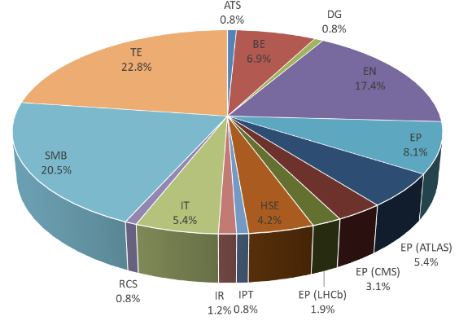 ATS
0.8%
DG
0.8%
BE
6.9%
EN
17.4%
EP
8.1%
EP (ATLAS)
5.4%
EP (CMS)
3.1%
EP (LHCb)
1.9%
HSE
4.2%
IPT
0.8%
IR
1.2%
IT
5.4%
RCS
0.8%
SMB
20.5%
TE
22.8%